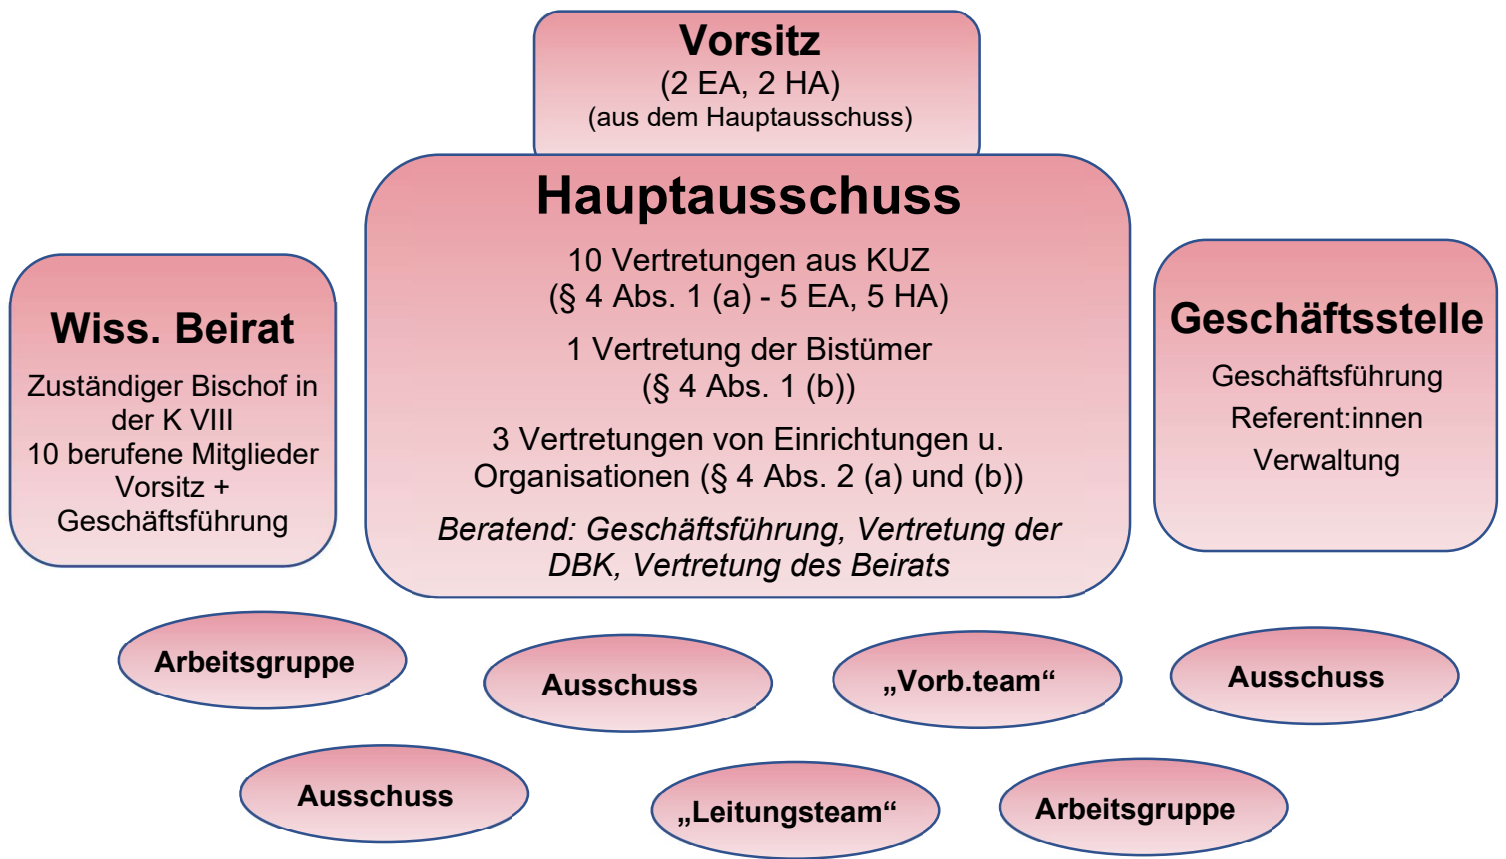 Vorsitz
(2 EA, 2 HA)
(aus dem Hauptausschuss)
Hauptausschuss
10 Vertretungen aus KUZ
(§ 4 Abs. 1 (a) - 5 EA, 5 HA)
1 Vertretung der Bistümer
(§ 4 Abs. 1 (b))
3 Vertretungen von Einrichtungen u.
Organisationen (§ 4 Abs. 2 (a) und (b))
Beratend: Geschäftsführung, Vertretung der
DBK, Vertretung des Beirats
Wiss. Beirat
Zuständiger Bischof in
der K VIII
10 berufene Mitglieder
Vorsitz +
Geschäftsführung
Geschäftsstelle
Geschäftsführung
Referent:innen
Verwaltung
Arbeitsgruppe
Ausschuss
„Vorb.team“
Ausschuss
Ausschuss
„Leitungsteam“
Arbeitsgruppe